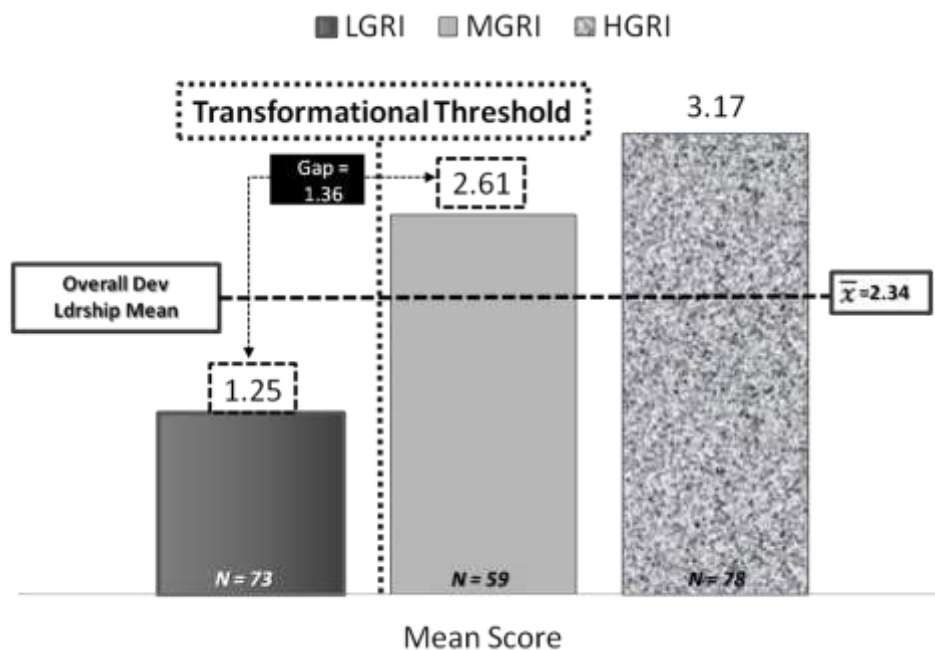 LGRI MGRI HGRI
Transformational Threshold
3.17
Gap =
1.36
2.61
Overall Dev
Ldrship Mean
x̅=2.34
1.25
N = 73
N = 59
N = 78
Mean Score